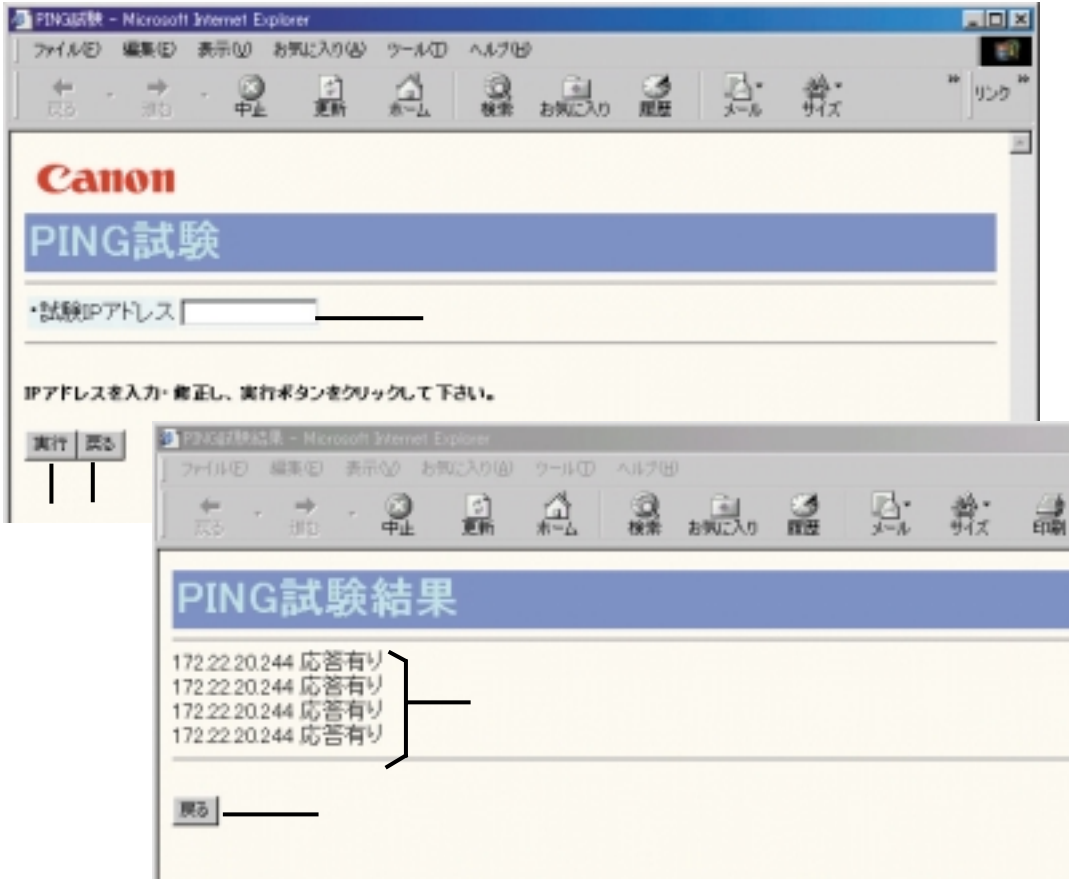 PING試験 - Microsoft Internet Explorer
ファイル(F) 編集(E) 表示(V) お気に入り(A) ツール(T) ヘルプ(H)
戻る 進む 中止 更新 ホーム 検索 お気に入り 履歴 メール サイズ » リンク »
Canon
PING試験
・試験IPアドレス
IPアドレスを入力・修正し、実行ボタンをクリックして下さい。
実行 戻る
PING試験結果 - Microsoft Internet Explorer
ファイル(F) 編集(E) 表示(V) お気に入り(A) ツール(T) ヘルプ(H)
戻る 進む 中止 更新 ホーム 検索 お気に入り 履歴 メール サイズ 印刷
PING試験結果
172.22.20.244 応答有り
172.22.20.244 応答有り
172.22.20.244 応答有り
172.22.20.244 応答有り
戻る